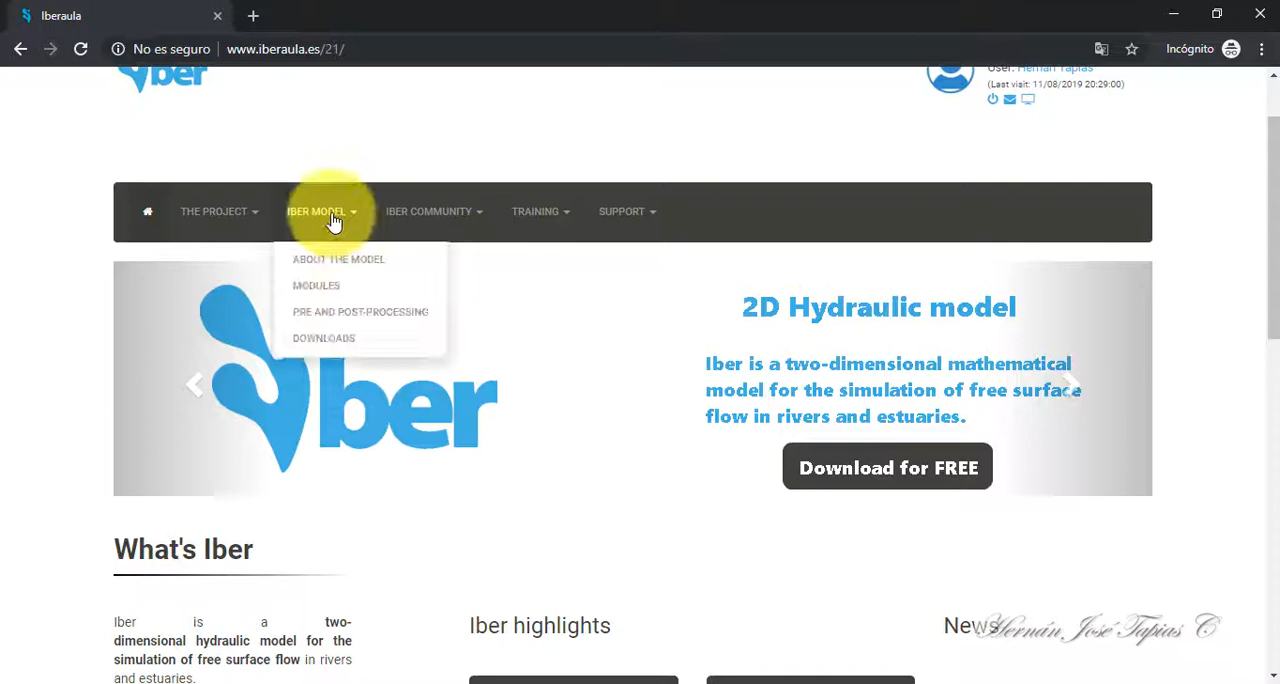 Iberaula
No es seguro
www.iberaula.es/21/
Incógnito
Iber
User: Hernán Tapias
(Last visit: 11/08/2019 20:29:00)
THE PROJECT
IBER MODEL
IBER COMMUNITY
TRAINING
SUPPORT
ABOUT THE MODEL
MODULES
PRE AND POST-PROCESSING
DOWNLOADS
Iber
2D Hydraulic model
Iber is a two-dimensional mathematical
model for the simulation of free surface
flow in rivers and estuaries.
Download for FREE
What's Iber
Iber is a two-
dimensional hydraulic model for the
simulation of free surface flow in rivers
and estuaries.
Iber highlights
News
Hernán José Tapias C